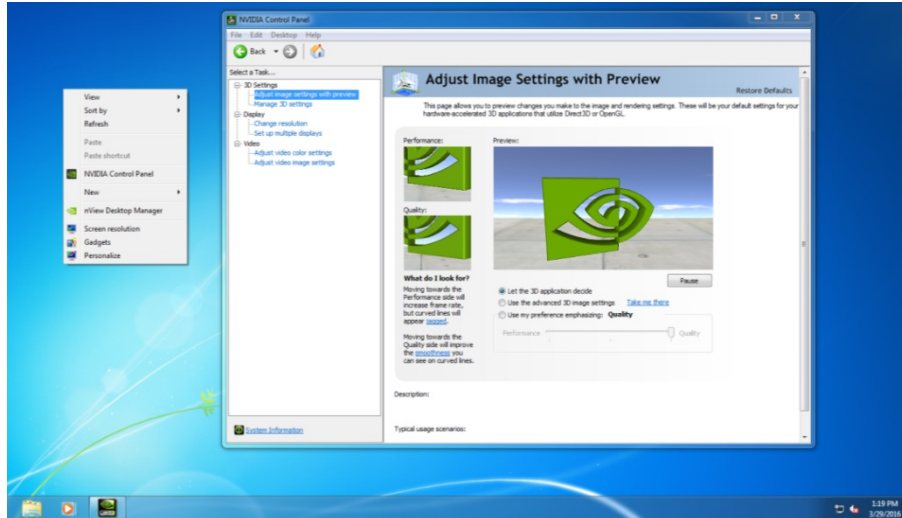 NVIDIA Control Panel
File Edit Desktop Help
Back
Select a Task...
3D Settings
Adjust image settings with preview
Manage 3D settings
Display
Change resolution
Set up multiple displays
Video
Adjust video color settings
Adjust video image settings
System Information
Adjust Image Settings with Preview
Restore Defaults
This page allows you to preview changes you make to the image and rendering settings. These will be your default settings for your
hardware-accelerated 3D applications that utilize Direct3D or OpenGL.
Performance:
Quality:
What do I look for?
Moving towards the
Performance side will
increase frame rate,
but curved lines will
appear jagged.
Moving towards the
Quality side will improve
the smoothness you
can see on curved lines.
Preview:
Pause
Let the 3D application decide
Use the advanced 3D image settings Take me there
Use my preference emphasizing: Quality
Performance Quality
Description:
Typical usage scenarios:
View
Sort by
Refresh
Paste
Paste shortcut
NVIDIA Control Panel
New
nView Desktop Manager
Screen resolution
Gadgets
Personalize
1:19 PM
3/29/2016